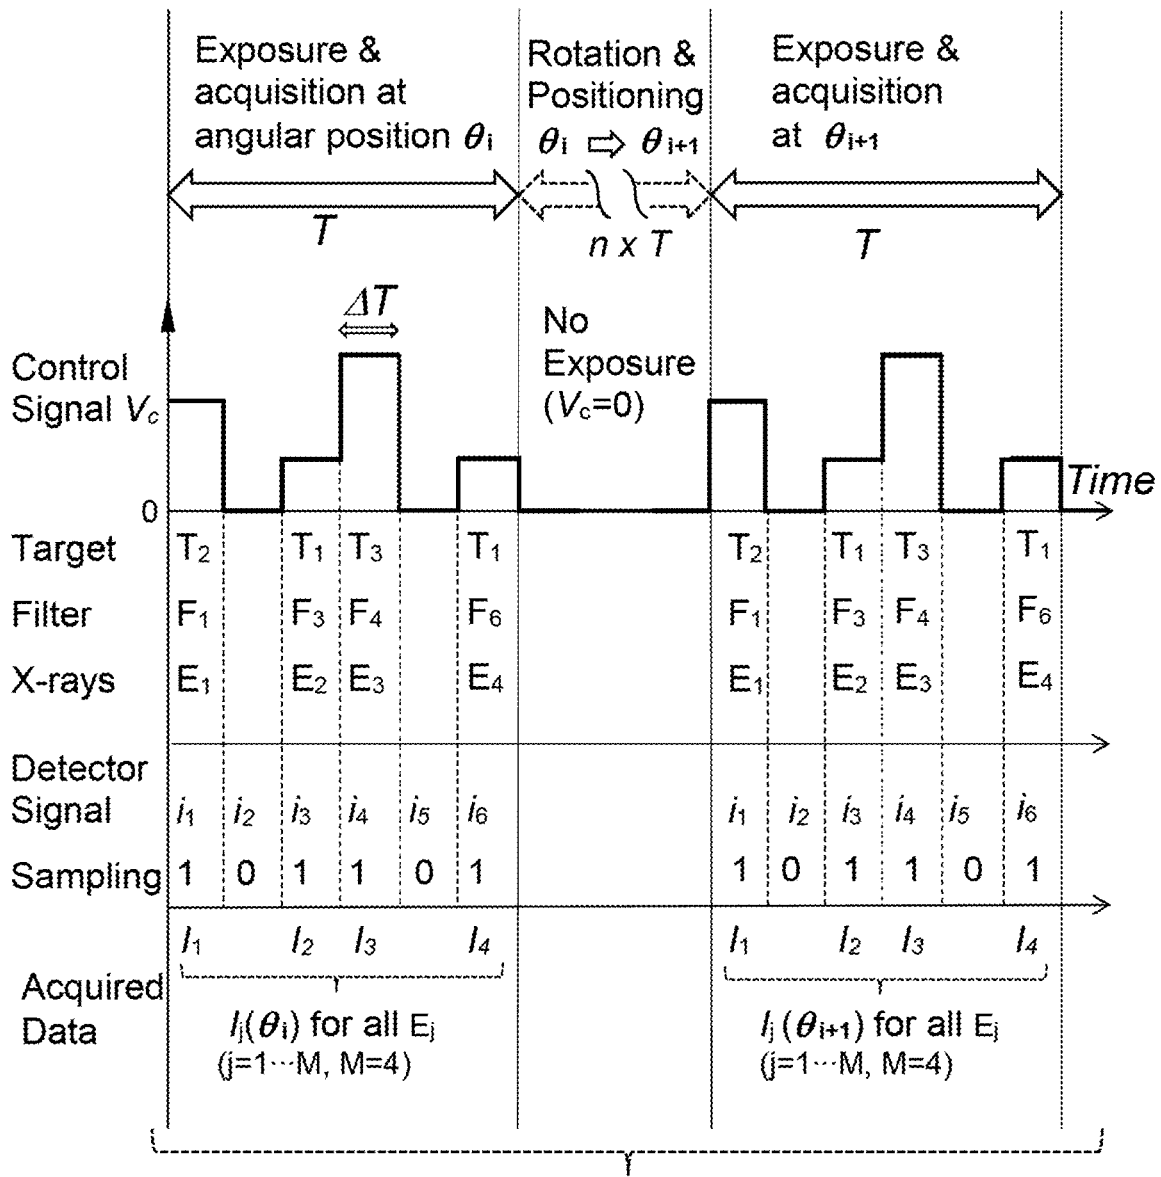 Exposure &
acquisition at
angular position θi
Rotation &
Positioning
θi ⇨ θi+1
Exposure &
acquisition
at θi+1
T
n x T
T
ΔT
No
Exposure
(Vc=0)
Control
Signal Vc
0
Time
Target T2 T1 T3 T1 T2 T1 T3 T1
Filter F1 F3 F4 F6 F1 F3 F4 F6
X-rays E1 E2 E3 E4 E1 E2 E3 E4
Detector
Signal i1 i2 i3 i4 i5 i6 i1 i2 i3 i4 i5 i6
Sampling 1 0 1 1 0 1 1 0 1 1 0 1
I1 I2 I3 I4 I1 I2 I3 I4
Acquired
Data
Ij(θi) for all Ej
(j=1···M, M=4)
Ij (θi+1) for all Ej
(j=1···M, M=4)